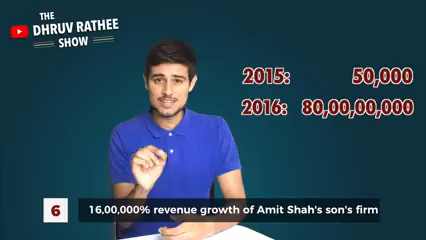 THE
DHRUV RATHEE
SHOW
2015: 50,000
2016: 80,00,00,000
6 16,00,000% revenue growth of Amit Shah's son's firm